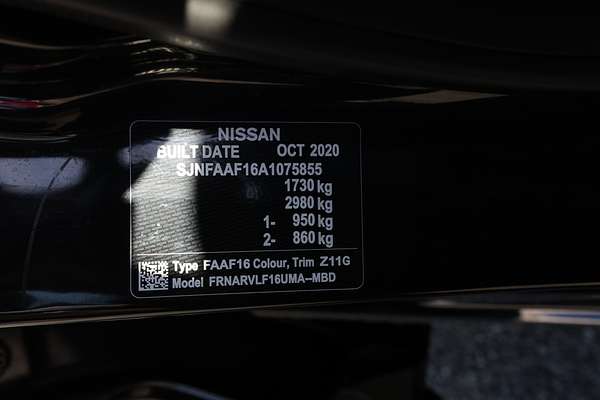 NISSAN
BUILT DATE OCT 2020
SJNFAAF16A1075855
1730 kg
2980 kg
1- 950 kg
2- 860 kg
Type FAAF16 Colour, Trim Z11G
Model FRNARVLF16UMA--MBD